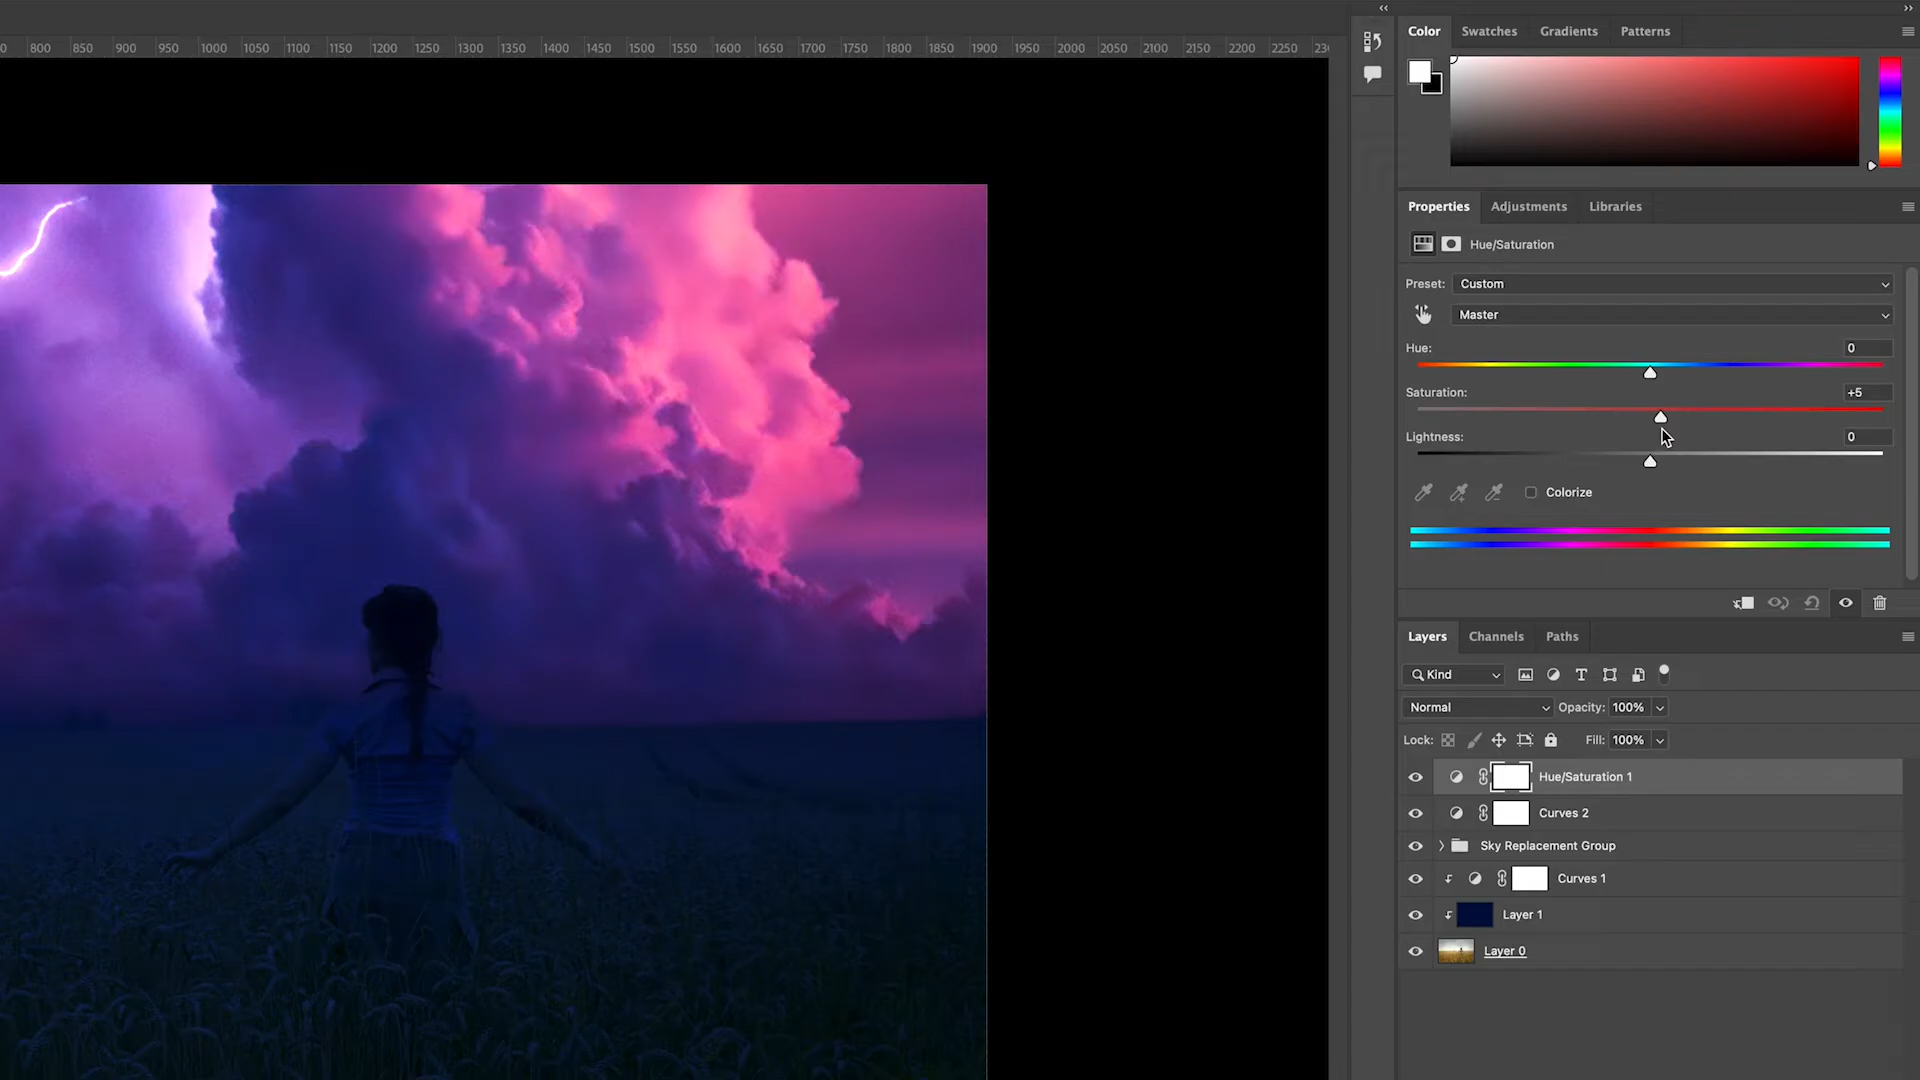 0 800 850 900 950 1000 1050 1100 1150 1200 1250 1300 1350 1400 1450 1500 1550 1600 1650 1700 1750 1800 1850 1900 1950 2000 2050 2100 2150 2200 2250
Color Swatches Gradients Patterns
Properties Adjustments Libraries
Hue/Saturation
Preset: Custom
Master
Hue: 0
Saturation: +5
Lightness: 0
Colorize
Layers Channels Paths
Kind
Normal Opacity: 100%
Lock: Fill: 100%
Hue/Saturation 1
Curves 2
Sky Replacement Group
Curves 1
Layer 1
Layer 0